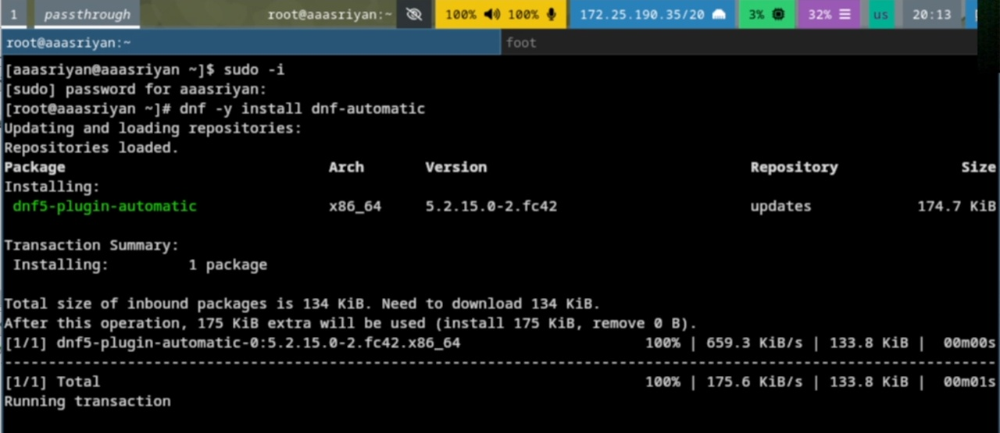 1 passthrough root@aaasriyan:~ 100% 100% 172.25.190.35/20 3% 32% us 20:13
root@aaasriyan:~ foot
[aaasriyan@aaasriyan ~]$ sudo -i
[sudo] password for aaasriyan:
[root@aaasriyan ~]# dnf -y install dnf-automatic
Updating and loading repositories:
Repositories loaded.
Package Arch Version Repository Size
Installing:
dnf5-plugin-automatic x86_64 5.2.15.0-2.fc42 updates 174.7 KiB
Transaction Summary:
Installing: 1 package
Total size of inbound packages is 134 KiB. Need to download 134 KiB.
After this operation, 175 KiB extra will be used (install 175 KiB, remove 0 B).
[1/1] dnf5-plugin-automatic-0:5.2.15.0-2.fc42.x86_64 100% | 659.3 KiB/s | 133.8 KiB | 00m00s
--------------------------------------------------------------------------------
[1/1] Total 100% | 175.6 KiB/s | 133.8 KiB | 00m01s
Running transaction